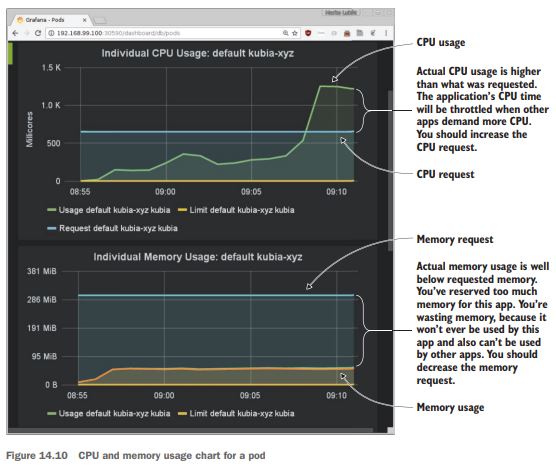 Grafana - Pods
Marko Lukša
192.168.99.100:30590/dashboard/db/pods
Individual CPU Usage: default kubia-xyz
1.5 K
1.0 K
500
0
Millicores
08:55
09:00
09:05
09:10
Usage default kubia-xyz kubia
Limit default kubia-xyz kubia
Request default kubia-xyz kubia
Individual Memory Usage: default kubia-xyz
381 MiB
286 MiB
191 MiB
95 MiB
0 B
08:55
09:00
09:05
09:10
Usage default kubia-xyz kubia
Limit default kubia-xyz kubia
CPU usage
Actual CPU usage is higher
than what was requested.
The application's CPU time
will be throttled when other
apps demand more CPU.
You should increase the
CPU request.
CPU request
Memory request
Actual memory usage is well
below requested memory.
You've reserved too much
memory for this app. You're
wasting memory, because it
won't ever be used by this
app and also can't be used
by other apps. You should
decrease the memory
request.
Memory usage
Figure 14.10 CPU and memory usage chart for a pod